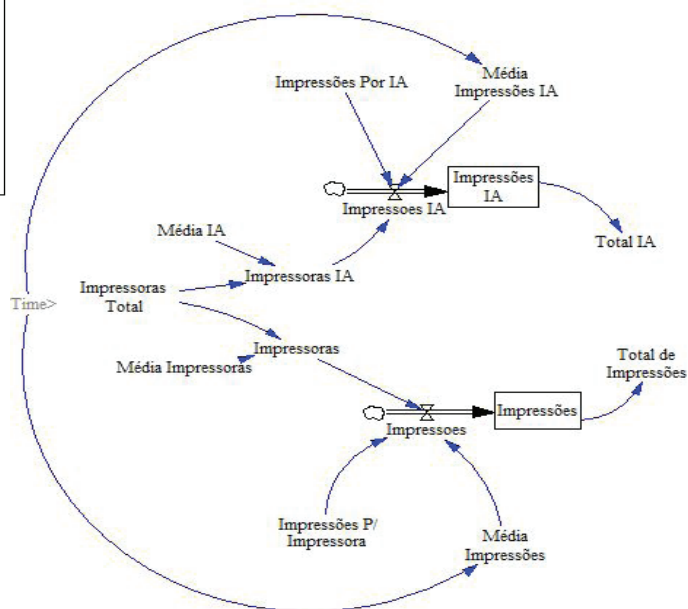 Média
Impressões IA
Impressões Por IA
Impressões
IA
Impressoes IA
Média IA
Total IA
Impressoras IA
Impressoras
Total
Time>
Impressoras
Média Impressoras
Total de
Impressões
Impressões
Impressoes
Impressões P/
Impressora
Média
Impressões